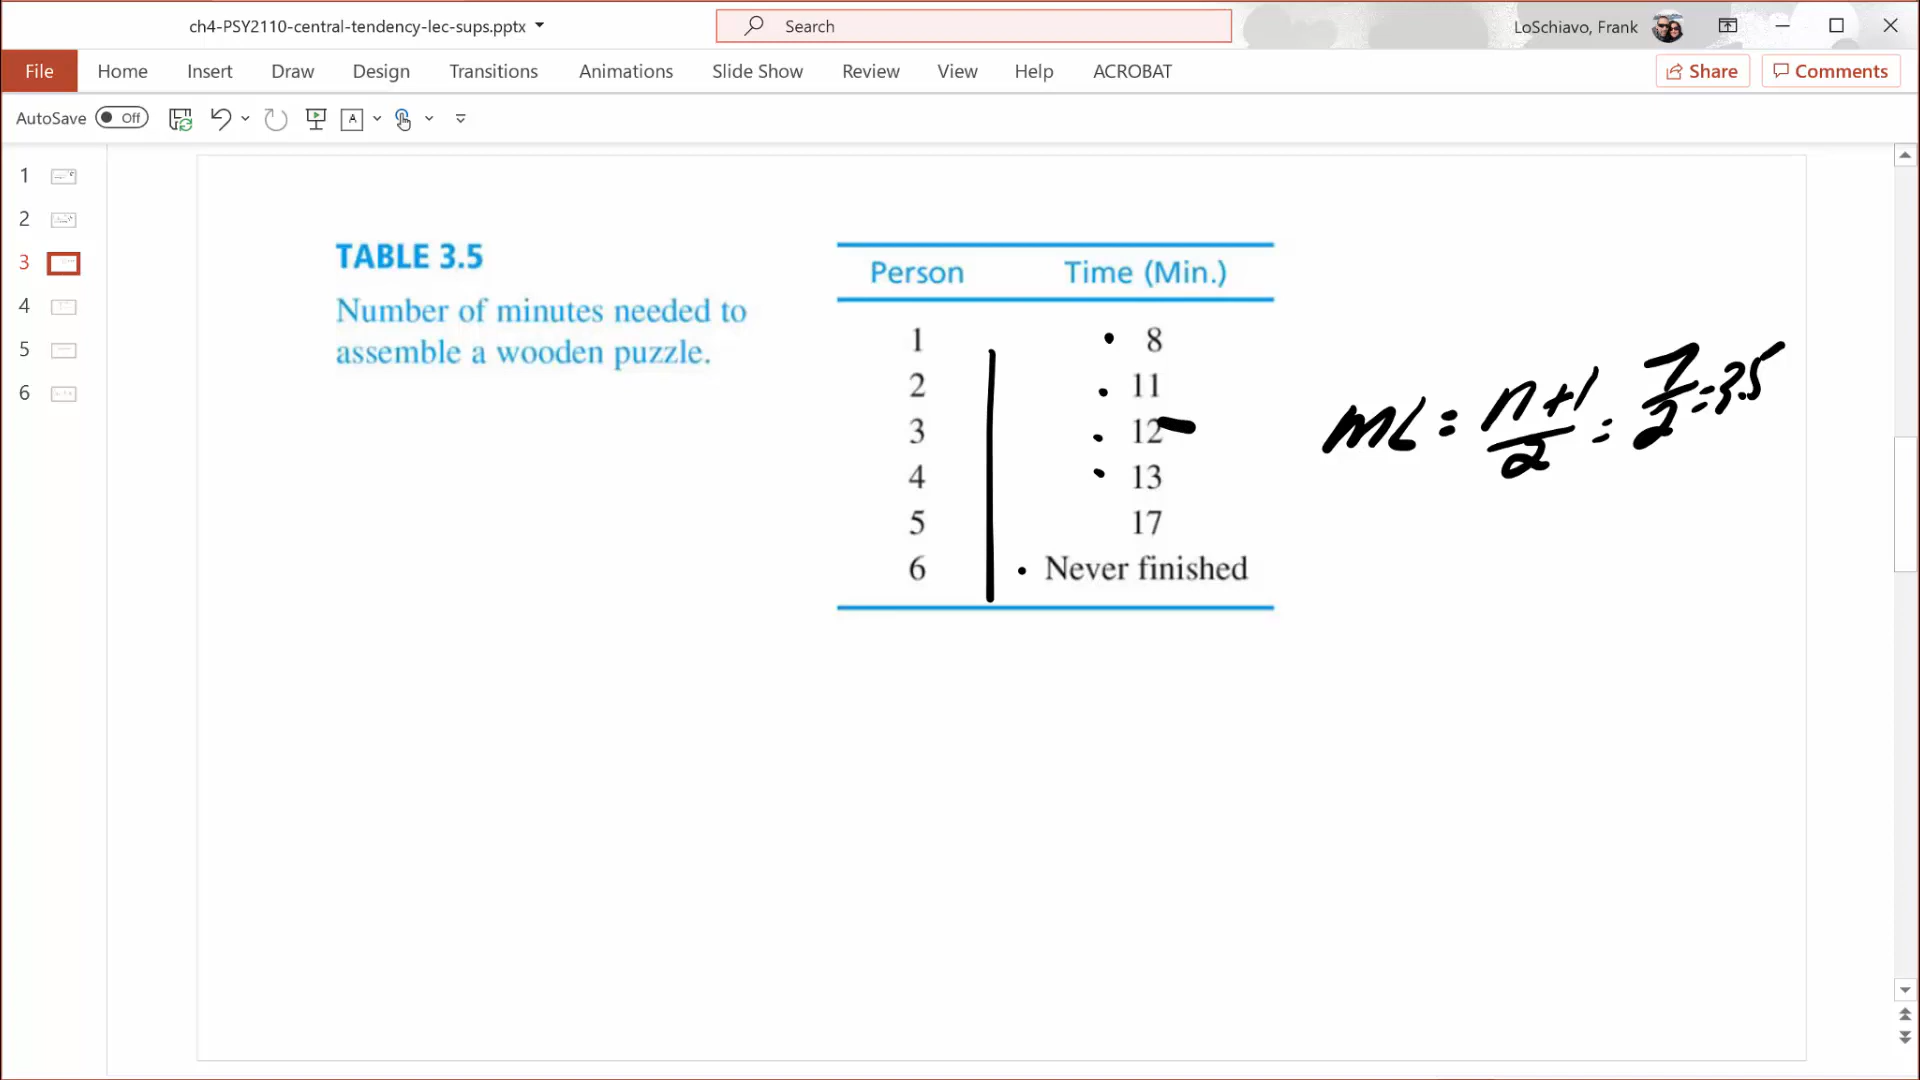 ch4-PSY2110-central-tendency-lec-sups.pptx
Search
LoSchiavo, Frank
File Home Insert Draw Design Transitions Animations Slide Show Review View Help ACROBAT Share Comments
AutoSave Off A
1
2
3
4
5
6
TABLE 3.5
Number of minutes needed to
assemble a wooden puzzle.
Person Time (Min.)
1 8
2 11
3 12
4 13
5 17
6 Never finished
ML = n+1/2 = 7/2 = 3.5